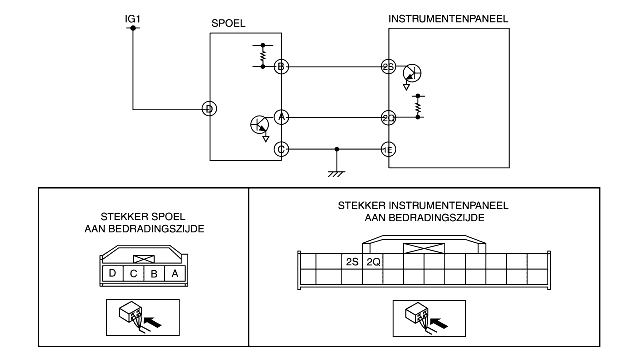 IG1
SPOEL
INSTRUMENTENPANEEL
B
2S
D
A
2Q
C
1E
STEKKER SPOEL
AAN BEDRADINGSZIJDE
D C B A
STEKKER INSTRUMENTENPANEEL
AAN BEDRADINGSZIJDE
2S 2Q